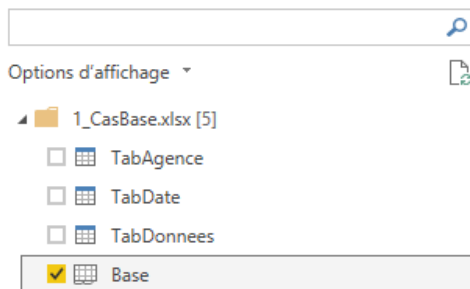 Options d'affichage
1_CasBase.xlsx [5]
TabAgence
TabDate
TabDonnees
Base